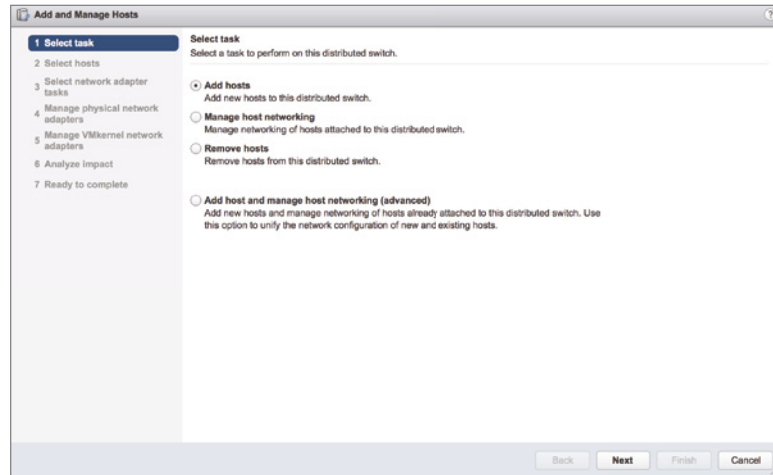 Add and Manage Hosts
?
1 Select task
2 Select hosts
3 Select network adapter
tasks
4 Manage physical network
adapters
5 Manage VMkernel network
adapters
6 Analyze impact
7 Ready to complete
Select task
Select a task to perform on this distributed switch.
Add hosts
Add new hosts to this distributed switch.
Manage host networking
Manage networking of hosts attached to this distributed switch.
Remove hosts
Remove hosts from this distributed switch.
Add host and manage host networking (advanced)
Add new hosts and manage networking of hosts already attached to this distributed switch. Use
this option to unify the network configuration of new and existing hosts.
Back Next Finish Cancel